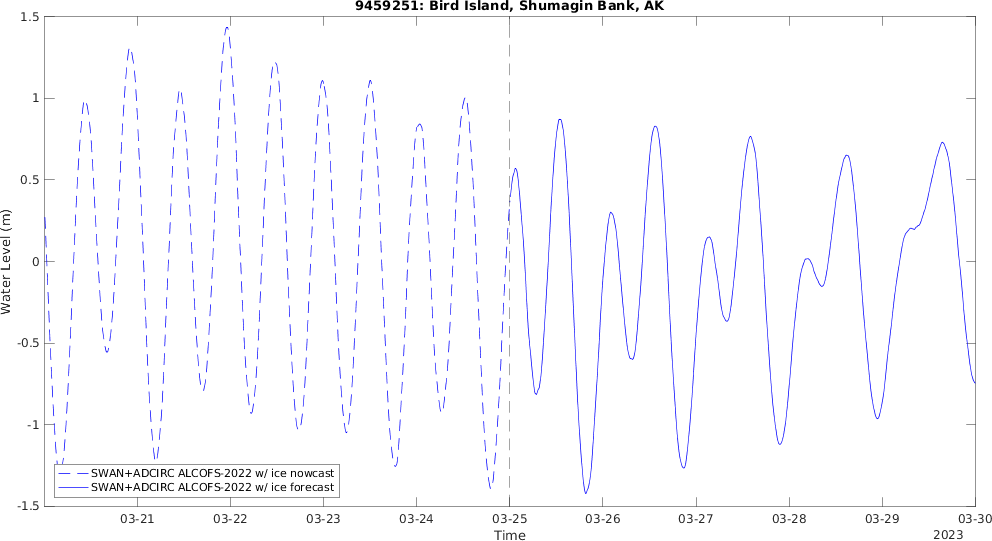 9459251: Bird Island, Shumagin Bank, AK
1.5
1
0.5
0
-0.5
-1
-1.5
Water Level (m)
SWAN+ADCIRC ALCOFS-2022 w/ ice nowcast
SWAN+ADCIRC ALCOFS-2022 w/ ice forecast
03-21 03-22 03-23 03-24 03-25 03-26 03-27 03-28 03-29 03-30
Time
2023